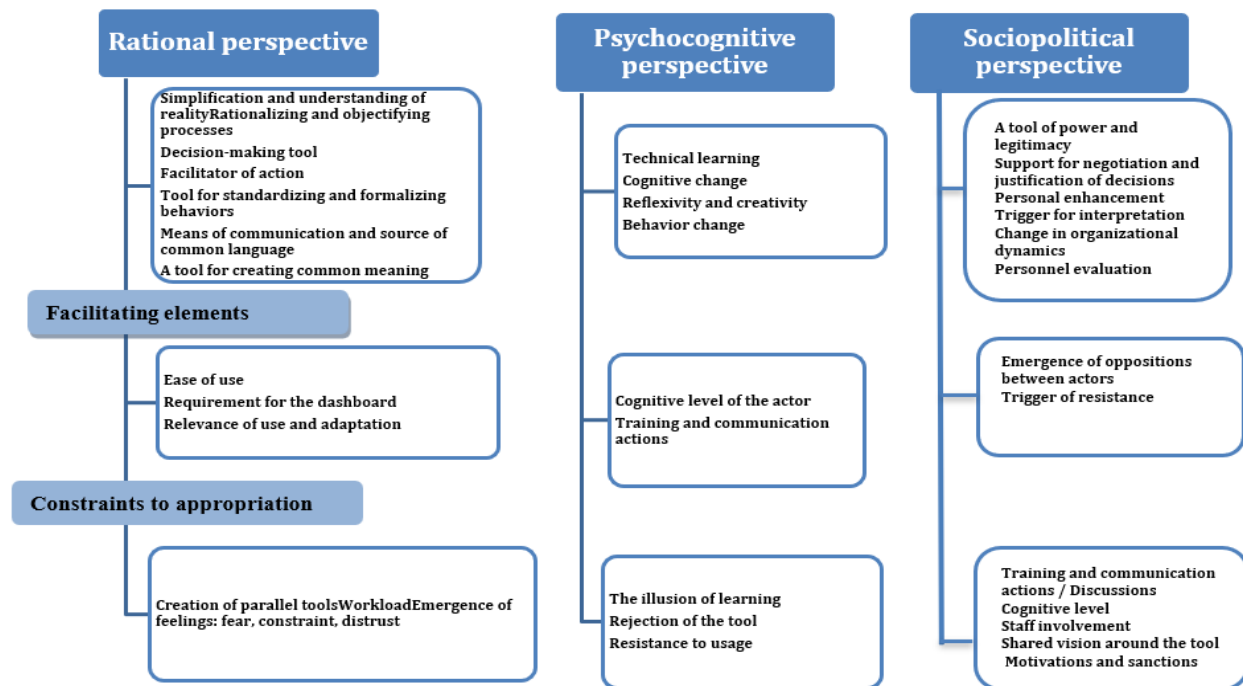 Rational perspective
Simplification and understanding of
realityRationalizing and objectifying
processes
Decision-making tool
Facilitator of action
Tool for standardizing and formalizing
behaviors
Means of communication and source of
common language
A tool for creating common meaning
Facilitating elements
Ease of use
Requirement for the dashboard
Relevance of use and adaptation
Constraints to appropriation
Creation of parallel toolsWorkloadEmergence of
feelings: fear, constraint, distrust
Psychocognitive
perspective
Technical learning
Cognitive change
Reflexivity and creativity
Behavior change
Cognitive level of the actor
Training and communication
actions
The illusion of learning
Rejection of the tool
Resistance to usage
Sociopolitical
perspective
A tool of power and
legitimacy
Support for negotiation and
justification of decisions
Personal enhancement
Trigger for interpretation
Change in organizational
dynamics
Personnel evaluation
Emergence of oppositions
between actors
Trigger of resistance
Training and communication
actions / Discussions
Cognitive level
Staff involvement
Shared vision around the tool
Motivations and sanctions